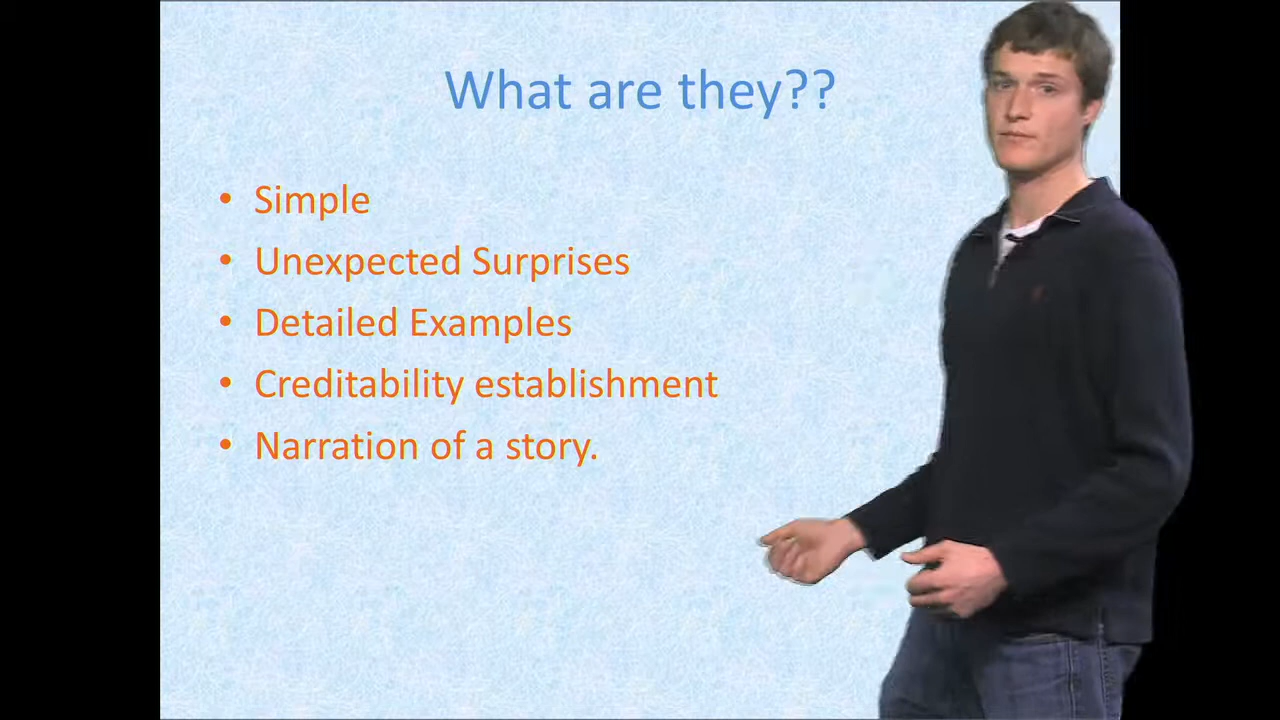 What are they??
• Simple
• Unexpected Surprises
• Detailed Examples
• Creditability establishment
• Narration of a story.